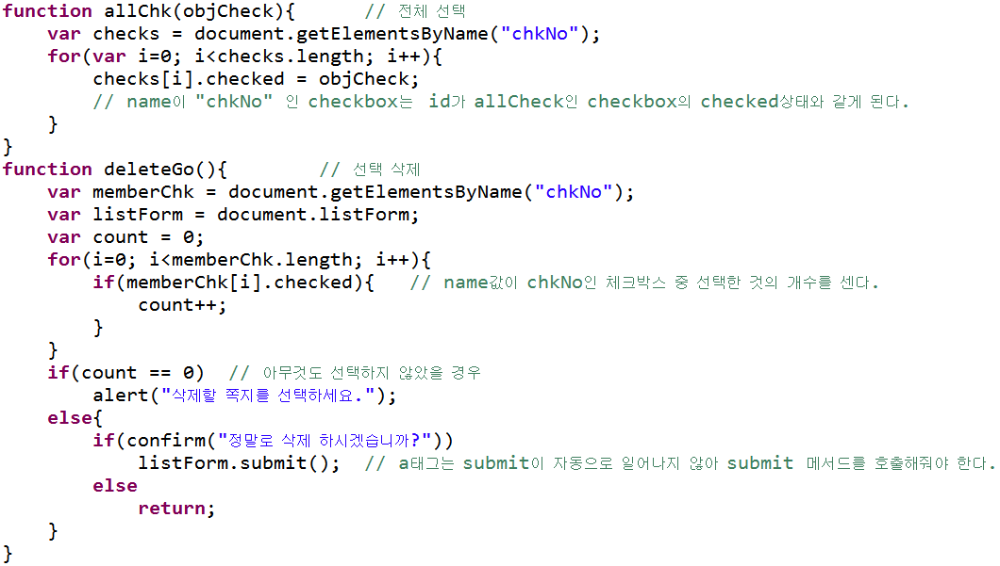 function allChk(objCheck){      // 전체 선택
    var checks = document.getElementsByName("chkNo");
    for(var i=0; i<checks.length; i++){
        checks[i].checked = objCheck;
        // name이 "chkNo" 인 checkbox는 id가 allCheck인 checkbox의 checked상태와 같게 된다.
    }
}
function deleteGo(){        // 선택 삭제
    var memberChk = document.getElementsByName("chkNo");
    var listForm = document.listForm;
    var count = 0;
    for(i=0; i<memberChk.length; i++){
        if(memberChk[i].checked){   // name값이 chkNo인 체크박스 중 선택한 것의 개수를 센다.
            count++;
        }
    }
    if(count == 0)  // 아무것도 선택하지 않았을 경우
        alert("삭제할 쪽지를 선택하세요.");
    else{
        if(confirm("정말로 삭제 하시겠습니까?"))
            listForm.submit();  // a태그는 submit이 자동으로 일어나지 않아 submit 메서드를 호출해줘야 한다.
        else
            return;
    }
}